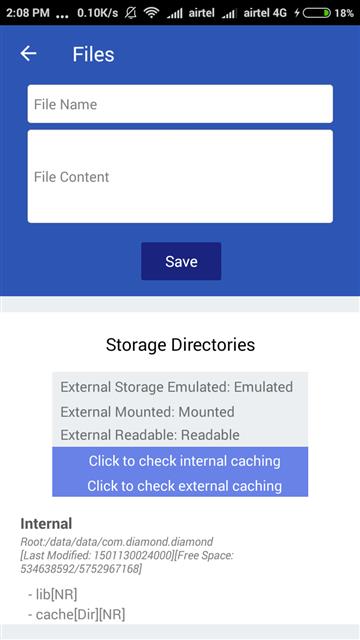 2:08 PM ... 0.10K/s airtel airtel 4G 18%
Files
File Name
File Content
Save
Storage Directories
External Storage Emulated: Emulated
External Mounted: Mounted
External Readable: Readable
Click to check internal caching
Click to check external caching
Internal
Root:/data/data/com.diamond.diamond
[Last Modified: 1501130024000][Free Space:
534638592/5752967168]
- lib[NR]
- cache[Dir][NR]